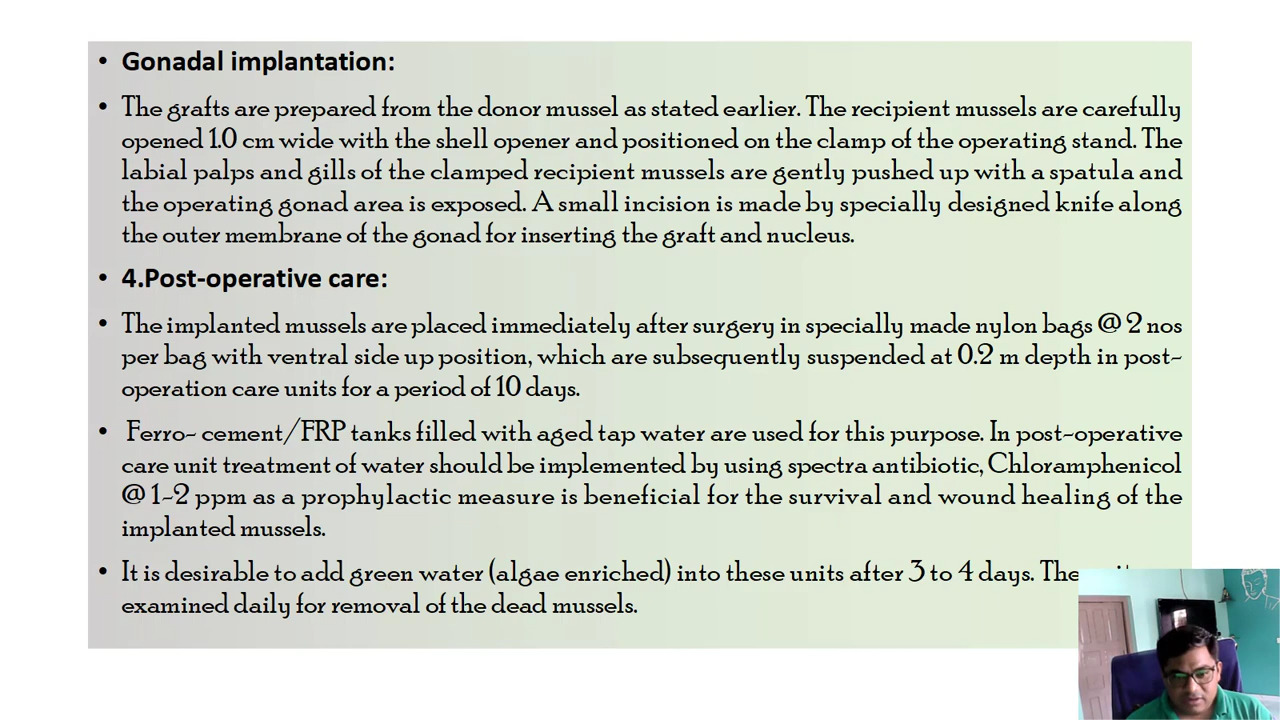 • Gonadal implantation:
• The grafts are prepared from the donor mussel as stated earlier. The recipient mussels are carefully
opened 1.0 cm wide with the shell opener and positioned on the clamp of the operating stand. The
labial palps and gills of the clamped recipient mussels are gently pushed up with a spatula and
the operating gonad area is exposed. A small incision is made by specially designed knife along
the outer membrane of the gonad for inserting the graft and nucleus.
• 4.Post-operative care:
• The implanted mussels are placed immediately after surgery in specially made nylon bags @ 2 nos
per bag with ventral side up position, which are subsequently suspended at 0.2 m depth in post-
operation care units for a period of 10 days.
• Ferro- cement/FRP tanks filled with aged tap water are used for this purpose. In post-operative
care unit treatment of water should be implemented by using spectra antibiotic, Chloramphenicol
@ 1-2 ppm as a prophylactic measure is beneficial for the survival and wound healing of the
implanted mussels.
• It is desirable to add green water (algae enriched) into these units after 3 to 4 days. The
examined daily for removal of the dead mussels.